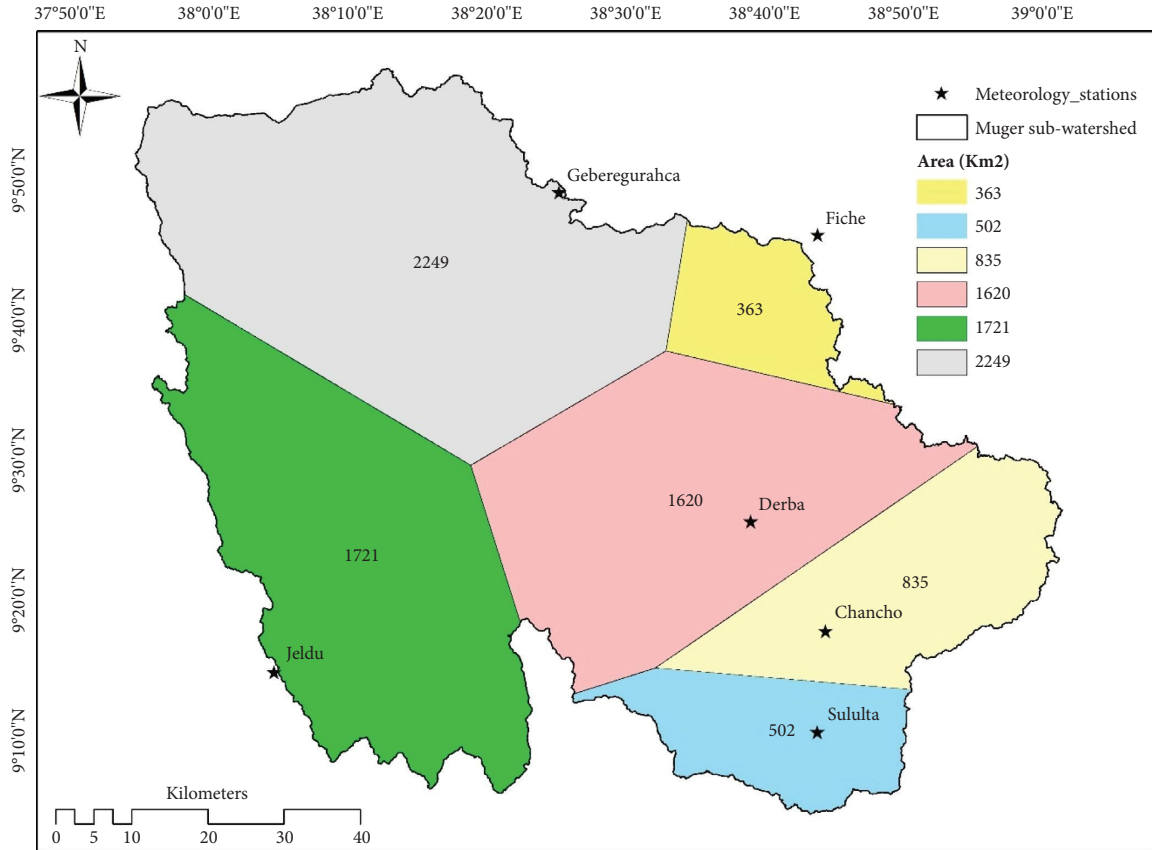 37°50'0"E 38°0'0"E 38°10'0"E 38°20'0"E 38°30'0"E 38°40'0"E 38°50'0"E 39°0'0"E
N
Meteorology_stations
Muger sub-watershed
Area (Km2)
363
502
835
1620
1721
2249
9°50'0"N
9°40'0"N
9°30'0"N
9°20'0"N
9°10'0"N
Geberegurahca
Fiche
2249
363
1620
Derba
1721
835
Chancho
Jeldu
Sululta
502
Kilometers
0 5 10 20 30 40